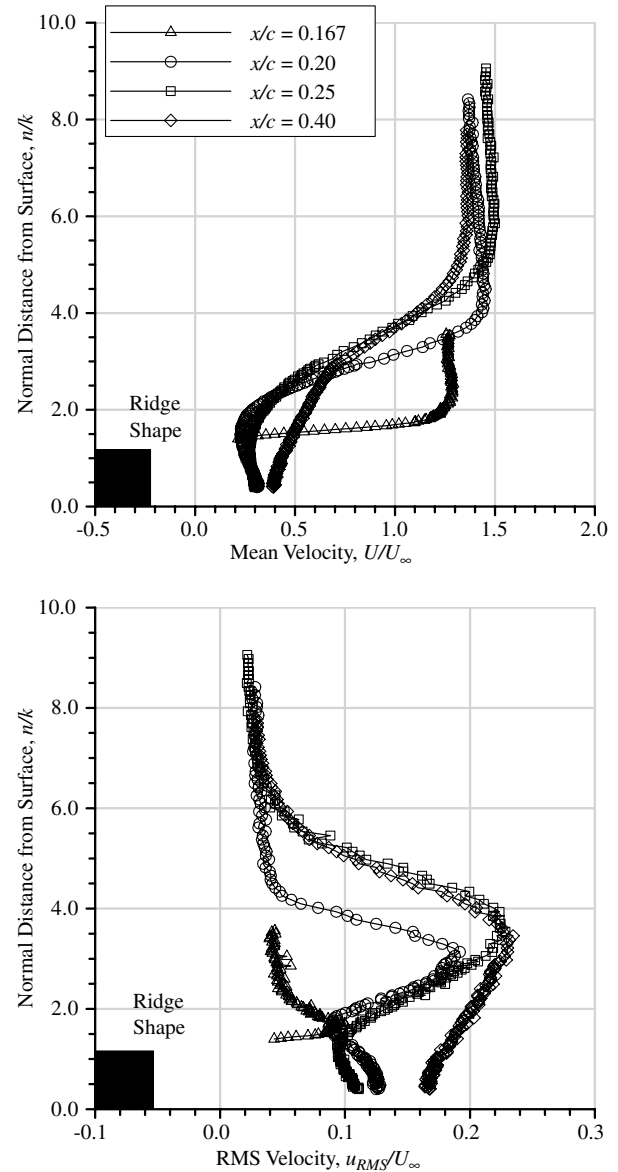 10.0
x/c = 0.167
x/c = 0.20
x/c = 0.25
x/c = 0.40
8.0
6.0
4.0
2.0
0.0
Normal Distance from Surface, n/k
Ridge
Shape
-0.5
0.0
0.5
1.0
1.5
2.0
Mean Velocity, U/U∞
10.0
8.0
6.0
4.0
2.0
0.0
Normal Distance from Surface, n/k
Ridge
Shape
-0.1
0.0
0.1
0.2
0.3
RMS Velocity, uRMS/U∞